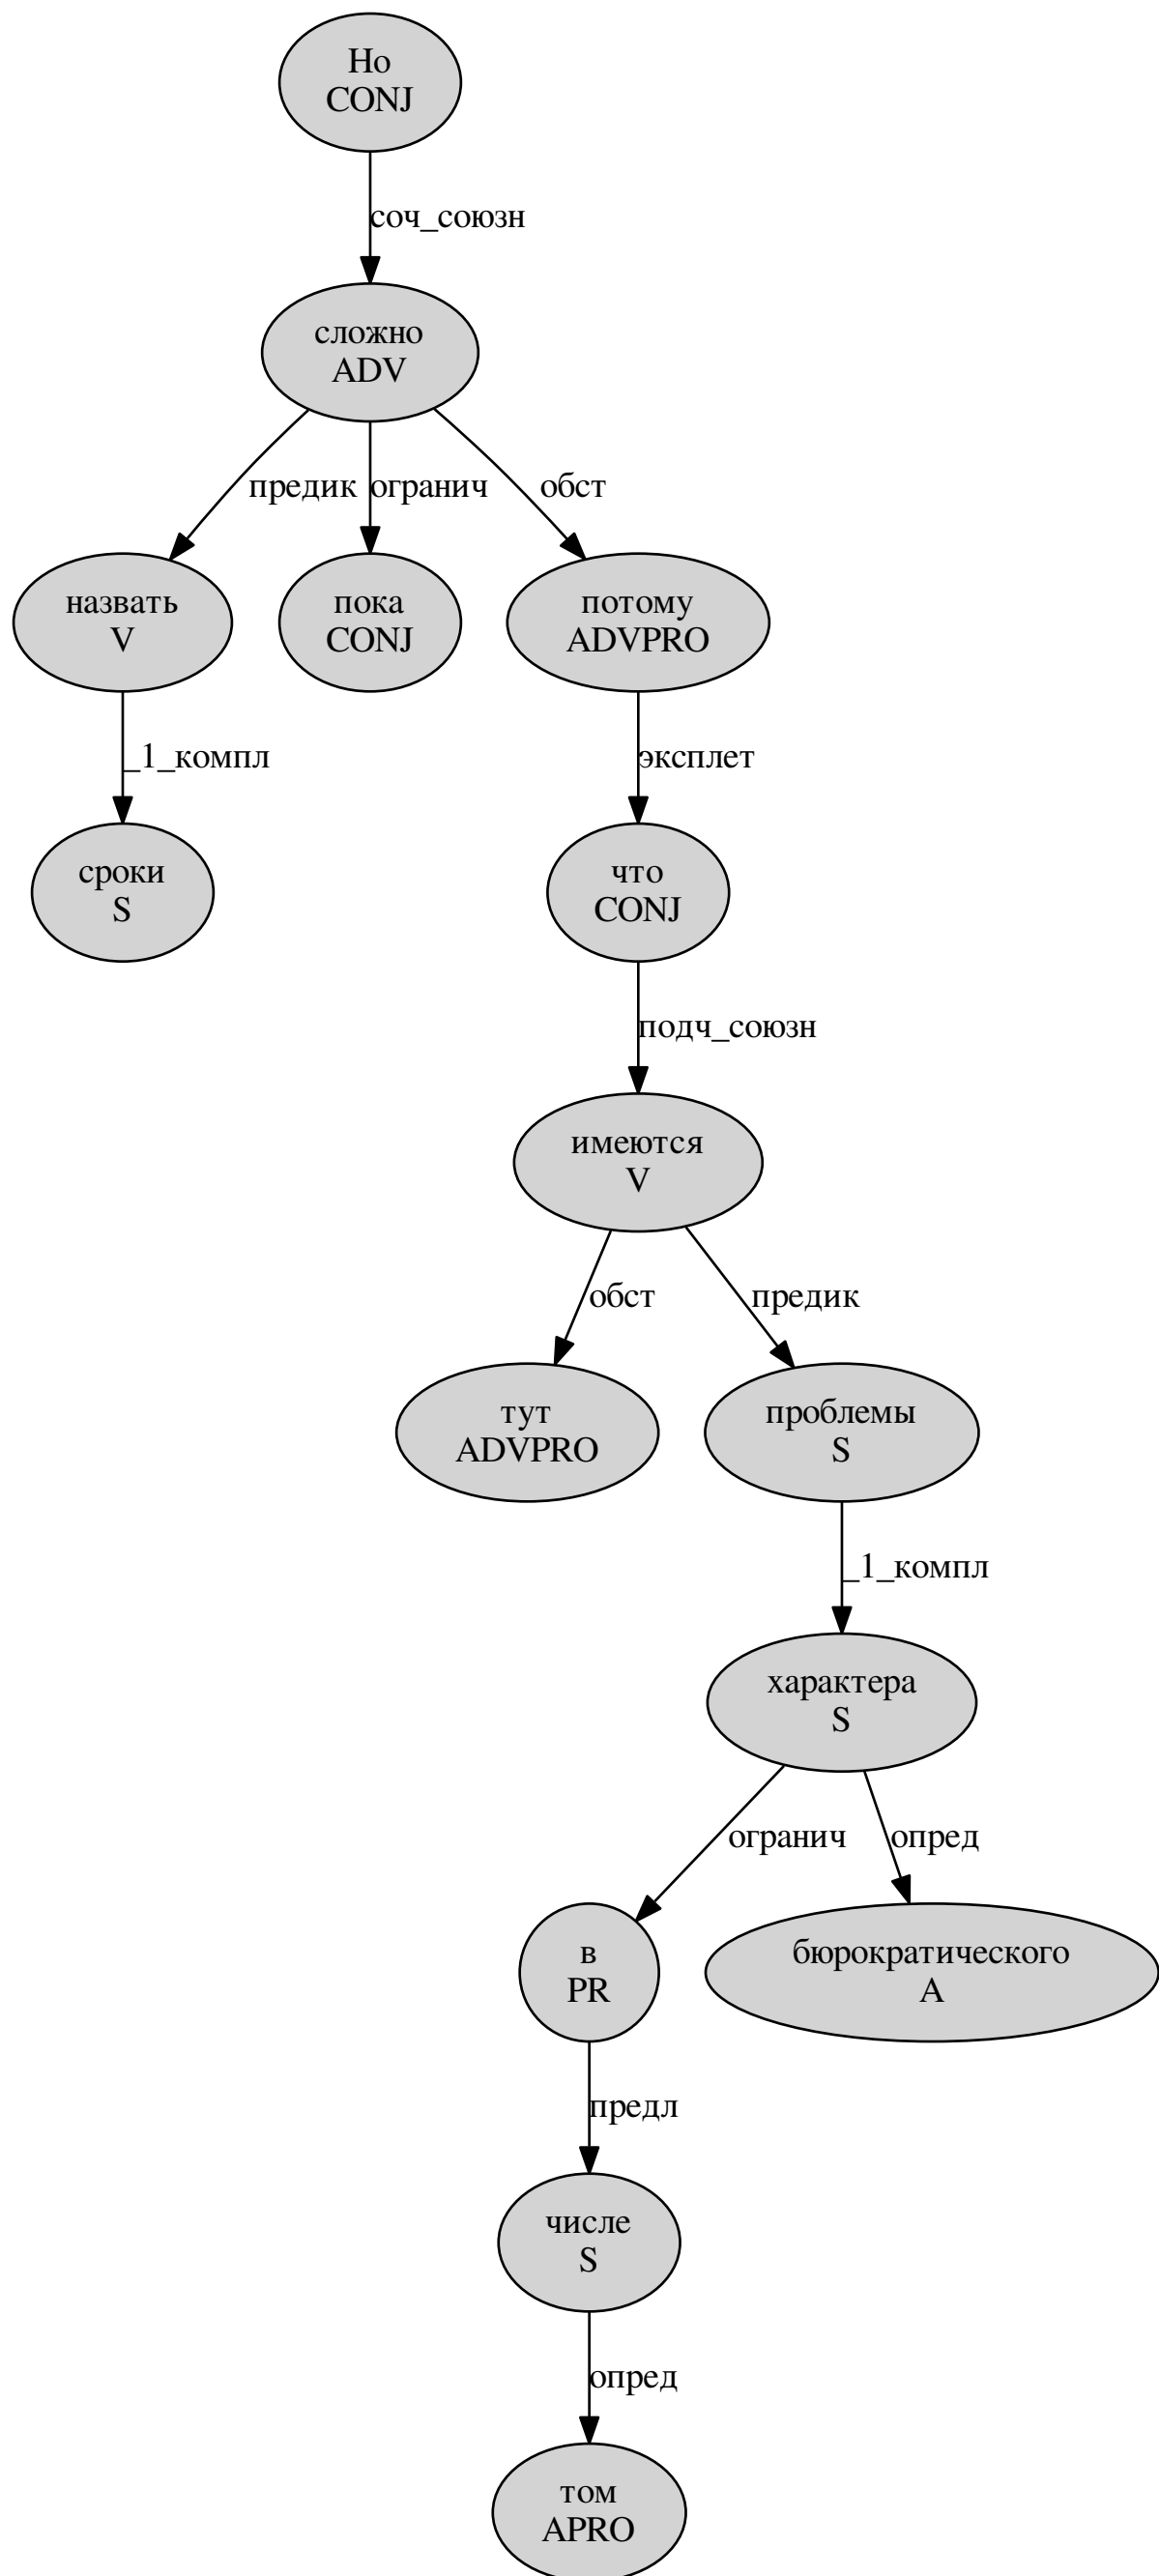 Но
CONJ
соч_союзн
сложно
ADV
предик
огранич
обст
назвать
V
пока
CONJ
потому
ADVPRO
_1_компл
эксплет
сроки
S
что
CONJ
подч_союзн
имеются
V
обст
предик
тут
ADVPRO
проблемы
S
_1_компл
характера
S
огранич
опред
в
PR
бюрократического
A
предл
числе
S
опред
том
APRO